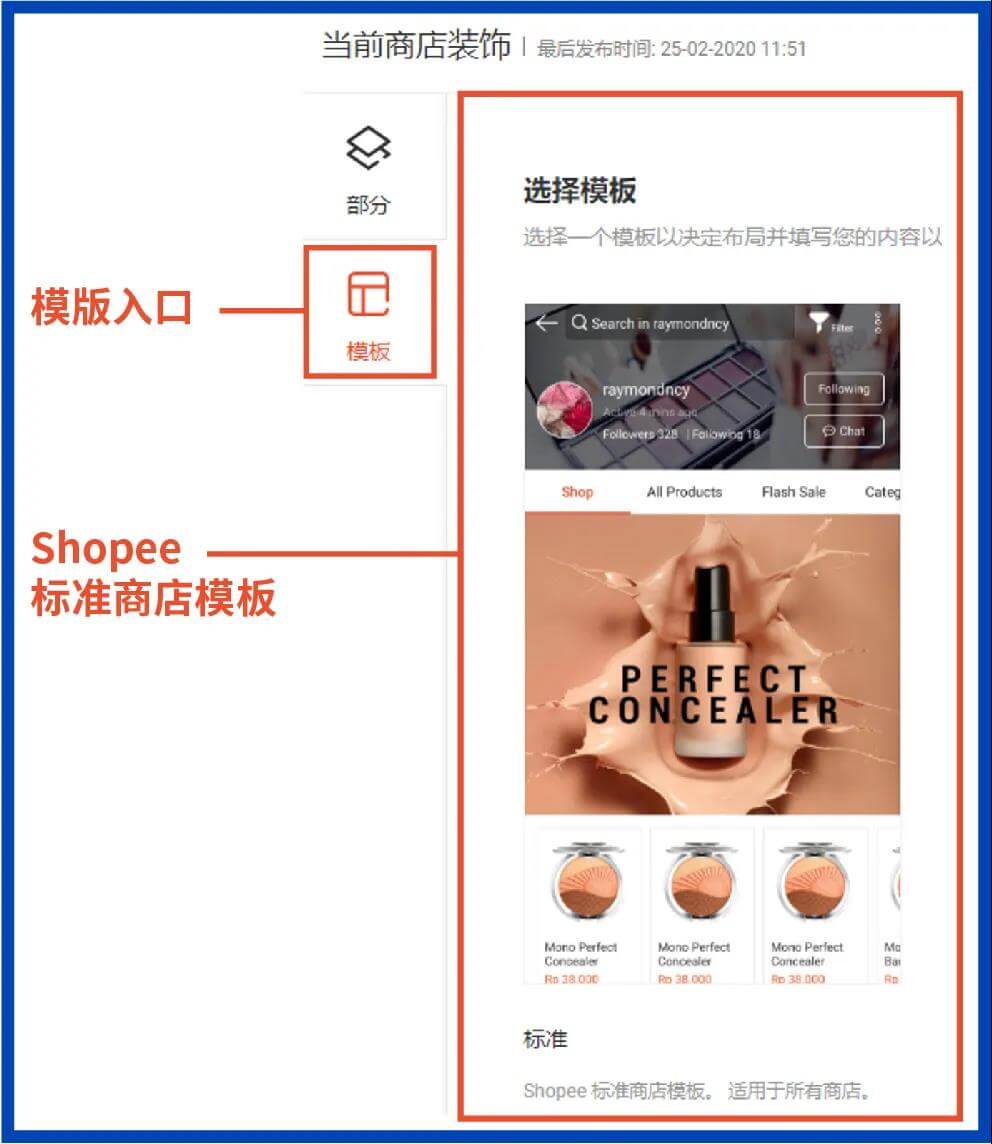 当前商店装饰 | 最后发布时间: 25-02-2020 11:51
部分
模版入口
模板
Shopee
标准商店模板
选择模板
选择一个模板以决定布局并填写您的内容以
Search in raymondncy
Filter
raymondncy
Active 4 mins ago
Followers 328 | Following 18
Following
Chat
Shop All Products Flash Sale Categ
PERFECT
CONCEALER
Mono Perfect Mono Perfect Mono Perfect Mo
Concealer Concealer Concealer Bac
Rp 38.000 Rp 38.000 Rp 38.000 Rp
标准
Shopee 标准商店模板。 适用于所有商店。